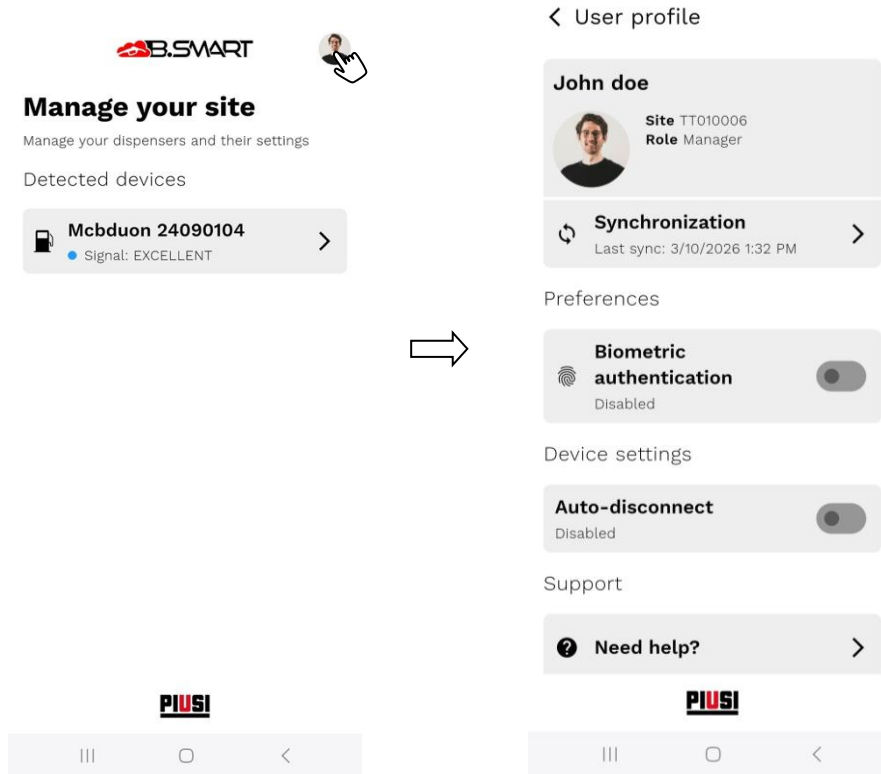 B.SMART
Manage your site
Manage your dispensers and their settings
Detected devices
Mcbduon 24090104
Signal: EXCELLENT
PIUSI
User profile
John doe
Site TT010006
Role Manager
Synchronization
Last sync: 3/10/2026 1:32 PM
Preferences
Biometric
authentication
Disabled
Device settings
Auto-disconnect
Disabled
Support
Need help?
PIUSI